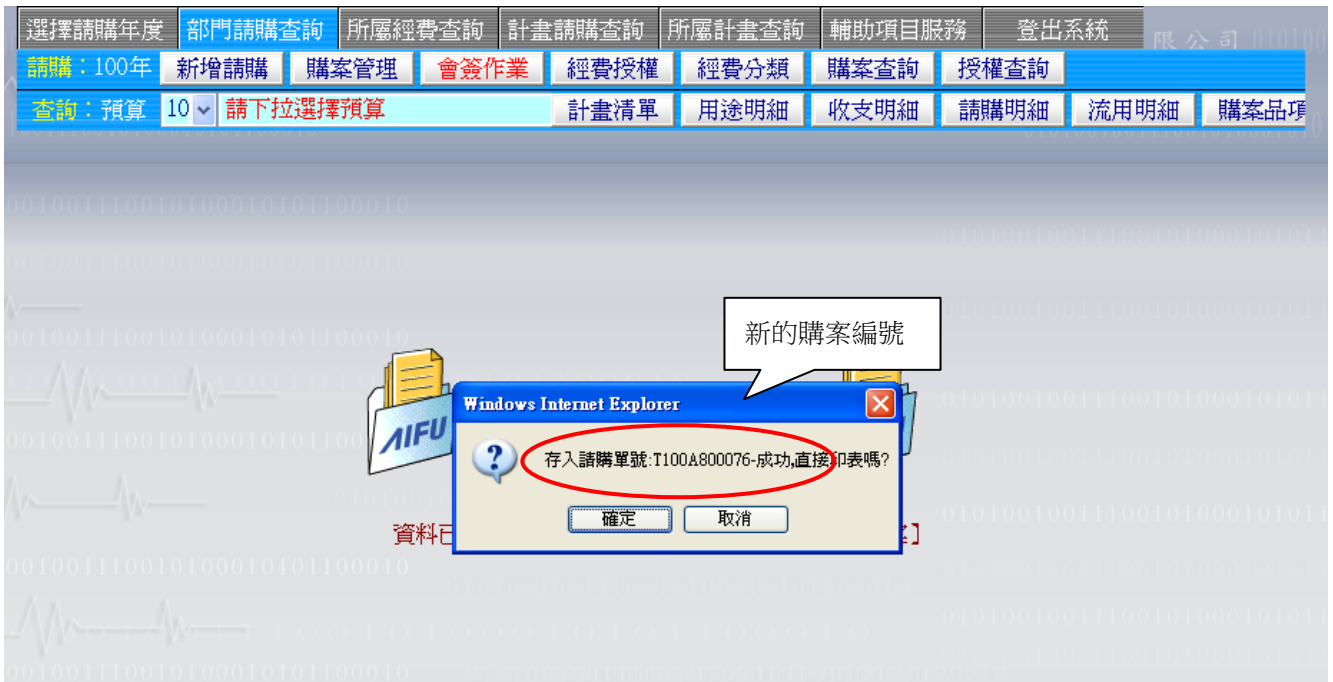 選擇請購年度 部門請購查詢 所屬經費查詢 計畫請購查詢 所屬計畫查詢 輔助項目服務 登出系統
限公司 010100
請購：100年 新增請購 購案管理 會簽作業 經費授權 經費分類 購案查詢 授權查詢
查詢：預算 10 請下拉選擇預算 計畫清單 用途明細 收支明細 請購明細 流用明細 購案品項
新的購案編號
Windows Internet Explorer
AIFU
存入請購單號:T100A800076-成功,直接印表嗎?
確定 取消
資料已